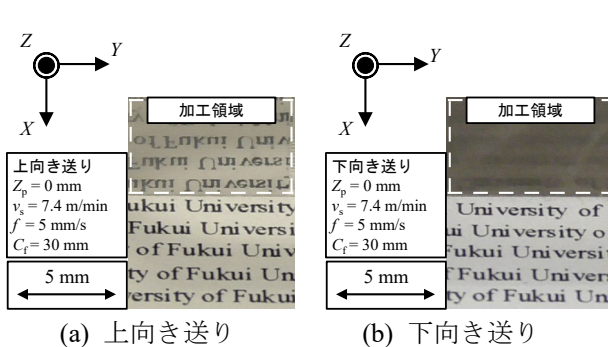 Z
Y
X
加工領域
上向き送り
Zp = 0 mm
vs = 7.4 m/min
f = 5 mm/s
Cf = 30 mm
5 mm
ukui University
Fukui Universi
of Fukui Univ
ty of Fukui Un
ersity of Fukui
(a) 上向き送り
Z
Y
X
加工領域
下向き送り
Zp = 0 mm
vs = 7.4 m/min
f = 5 mm/s
Cf = 30 mm
5 mm
University of
ui University o
Fukui Universit
f Fukui Univer
ty of Fukui Un
(b) 下向き送り